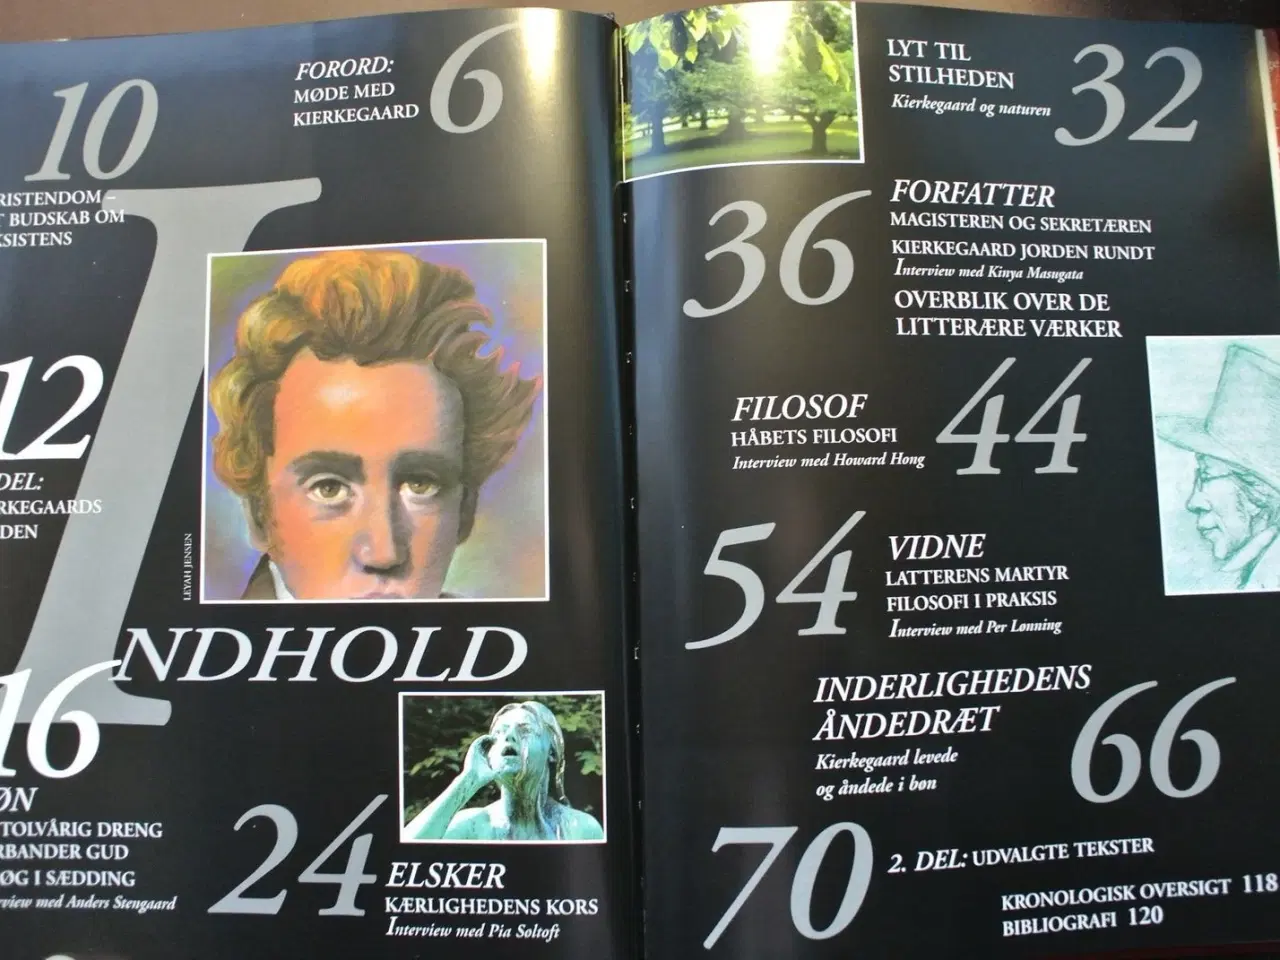 10
RISTENDOM –
T BUDSKAB OM
KSISTENS
FORORD:
MØDE MED
KIERKEGAARD
6
12
DEL:
RKEGAARDS
DEN
LEYAH JENSEN
INDHOLD
16
ØN
TOLVÅRIG DRENG
RBANDER GUD
ØG I SÆDDING
rview med Anders Stengaard
24
ELSKER
KÆRLIGHEDENS KORS
Interview med Pia Søltoft
LYT TIL
STILHEDEN
Kierkegaard og naturen
32
36
FORFATTER
MAGISTEREN OG SEKRETÆREN
KIERKEGAARD JORDEN RUNDT
Interview med Kinya Masugata
OVERBLIK OVER DE
LITTERÆRE VÆRKER
FILOSOF
HÅBETS FILOSOFI
Interview med Howard Hong
44
54
VIDNE
LATTERENS MARTYR
FILOSOFI I PRAKSIS
Interview med Per Lønning
INDERLIGHEDENS
ÅNDEDRÆT
Kierkegaard levede
og åndede i bøn
66
70
2. DEL: UDVALGTE TEKSTER
KRONOLOGISK OVERSIGT 118
BIBLIOGRAFI 120